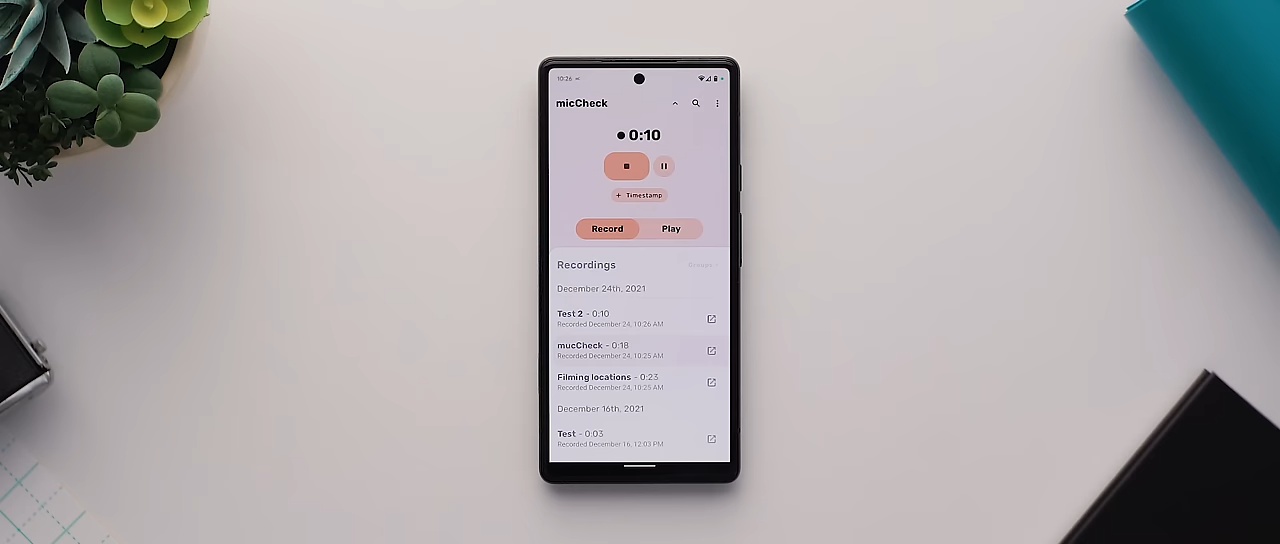 10:26
micCheck
0:10
+ Timestamp
Record Play
Recordings Groups
December 24th, 2021
Test 2 - 0:10
Recorded December 24, 10:26 AM
mucCheck - 0:18
Recorded December 24, 10:25 AM
Filming locations - 0:23
Recorded December 24, 10:25 AM
December 16th, 2021
Test - 0:03
Recorded December 16, 12:03 PM